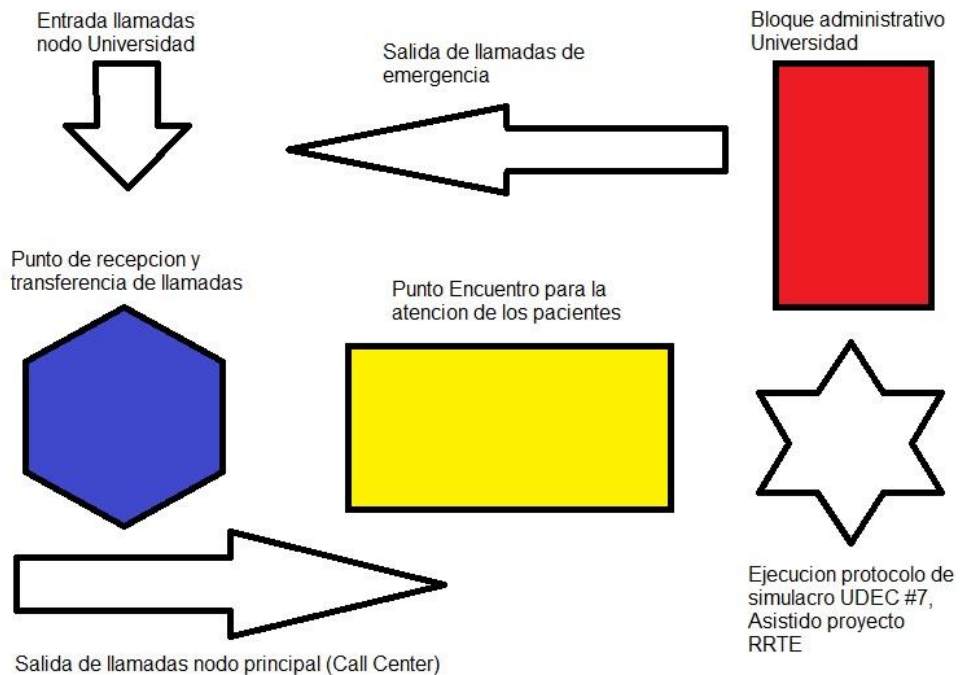 Entrada llamadas
nodo Universidad
Salida de llamadas de
emergencia
Bloque administrativo
Universidad
Punto de recepcion y
transferencia de llamadas
Punto Encuentro para la
atencion de los pacientes
Ejecucion protocolo de
simulacro UDEC #7,
Asistido proyecto
RRTE
Salida de llamadas nodo principal (Call Center)